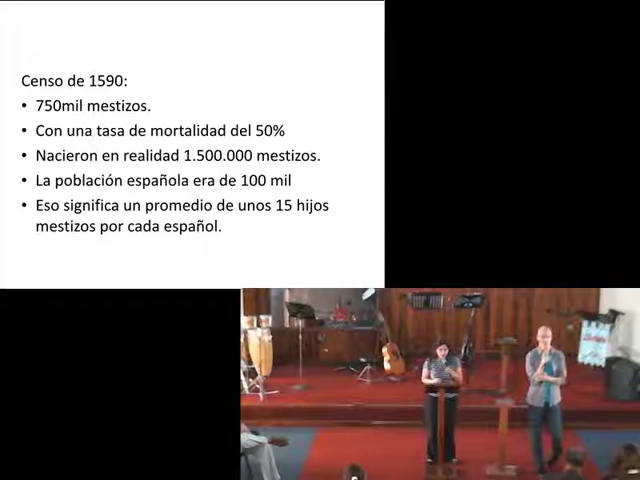 Censo de 1590:
• 750mil mestizos.
• Con una tasa de mortalidad del 50%
• Nacieron en realidad 1.500.000 mestizos.
• La población española era de 100 mil
• Eso significa un promedio de unos 15 hijos
mestizos por cada español.